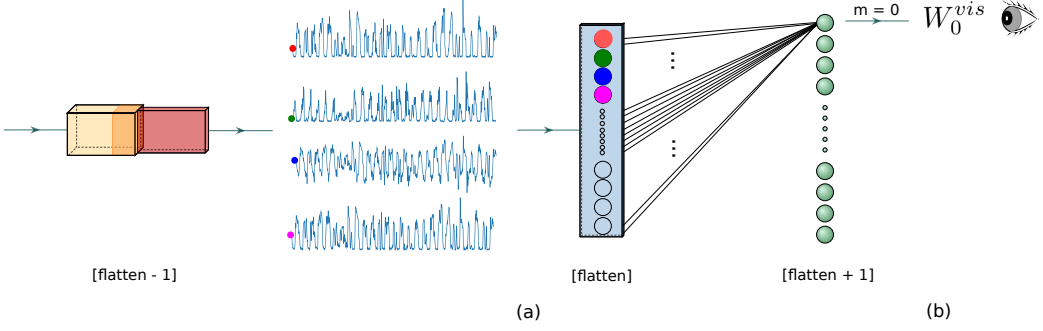 m = 0
W_0^{vis}
[flatten - 1]
[flatten]
[flatten + 1]
(a)
(b)